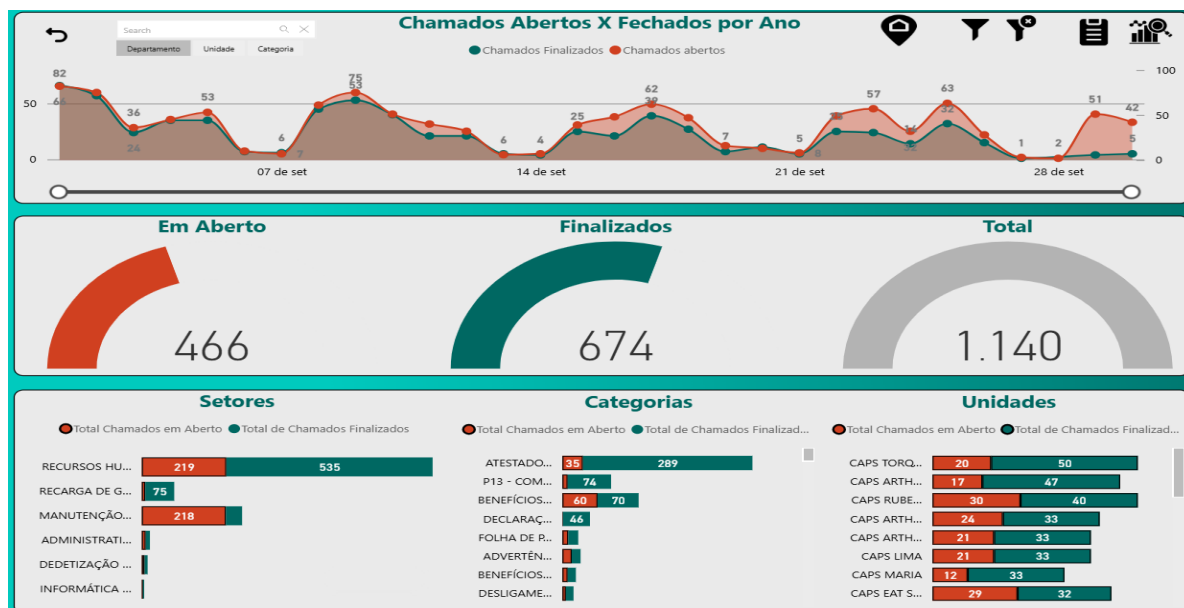 Chamados Abertos X Fechados por Ano
Search
Departamento Unidade Categoria
Chamados Finalizados Chamados abertos
82 36 24 53 6 7 75 53 6 4 25 62 39 7 5 8 57 63 32 1 2 51 42 5
50
0
100
50
0
07 de set 14 de set 21 de set 28 de set
Em Aberto
466
Finalizados
674
Total
1.140
Setores
Total Chamados em Aberto Total de Chamados Finalizados
RECURSOS HU... 219 535
RECARGA DE G... 75
MANUTENÇÃO... 218
ADMINISTRATI...
DEDETIZAÇÃO ...
INFORMÁTICA ...
Categorias
Total Chamados em Aberto Total de Chamados Finalizad...
ATESTADO... 35 289
P13 - COM... 74
BENEFÍCIOS... 60 70
DECLARAÇ... 46
FOLHA DE P...
ADVERTÊN...
BENEFÍCIOS...
DESLIGAME...
Unidades
Total Chamados em Aberto Total de Chamados Finalizad...
CAPS TORQ... 20 50
CAPS ARTH... 17 47
CAPS RUBE... 30 40
CAPS ARTH... 24 33
CAPS ARTH... 21 33
CAPS LIMA 21 33
CAPS MARIA 12 33
CAPS EAT S... 29 32